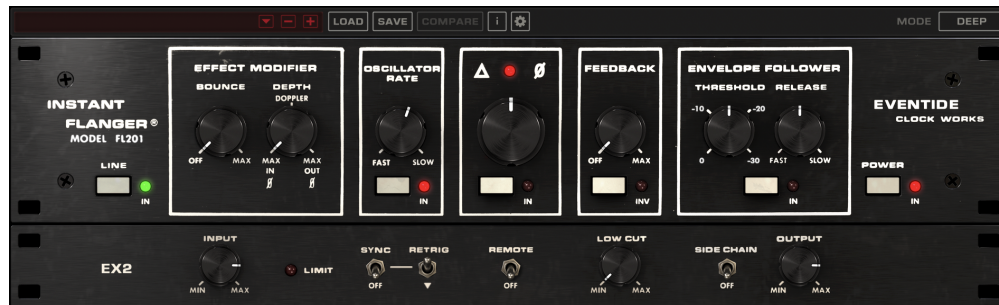 LOAD SAVE COMPARE i MODE DEEP
EFFECT MODIFIER
BOUNCE DEPTH
DOPPLER
OFF MAX MAX MAX
IN OUT
Ø Ø
OSCILLATOR
RATE
FAST SLOW
IN
Δ Ø
IN
FEEDBACK
OFF MAX
INV
ENVELOPE FOLLOWER
THRESHOLD RELEASE
-10 -20
0 -30 FAST SLOW
IN
INSTANT
FLANGER®
MODEL FL201
LINE
IN
EVENTIDE
CLOCK WORKS
POWER
IN
EX2
INPUT
MIN MAX
LIMIT
SYNC RETRIG
OFF ▼
REMOTE
OFF
LOW CUT
MIN MAX
SIDE CHAIN
OFF
OUTPUT
MIN MAX